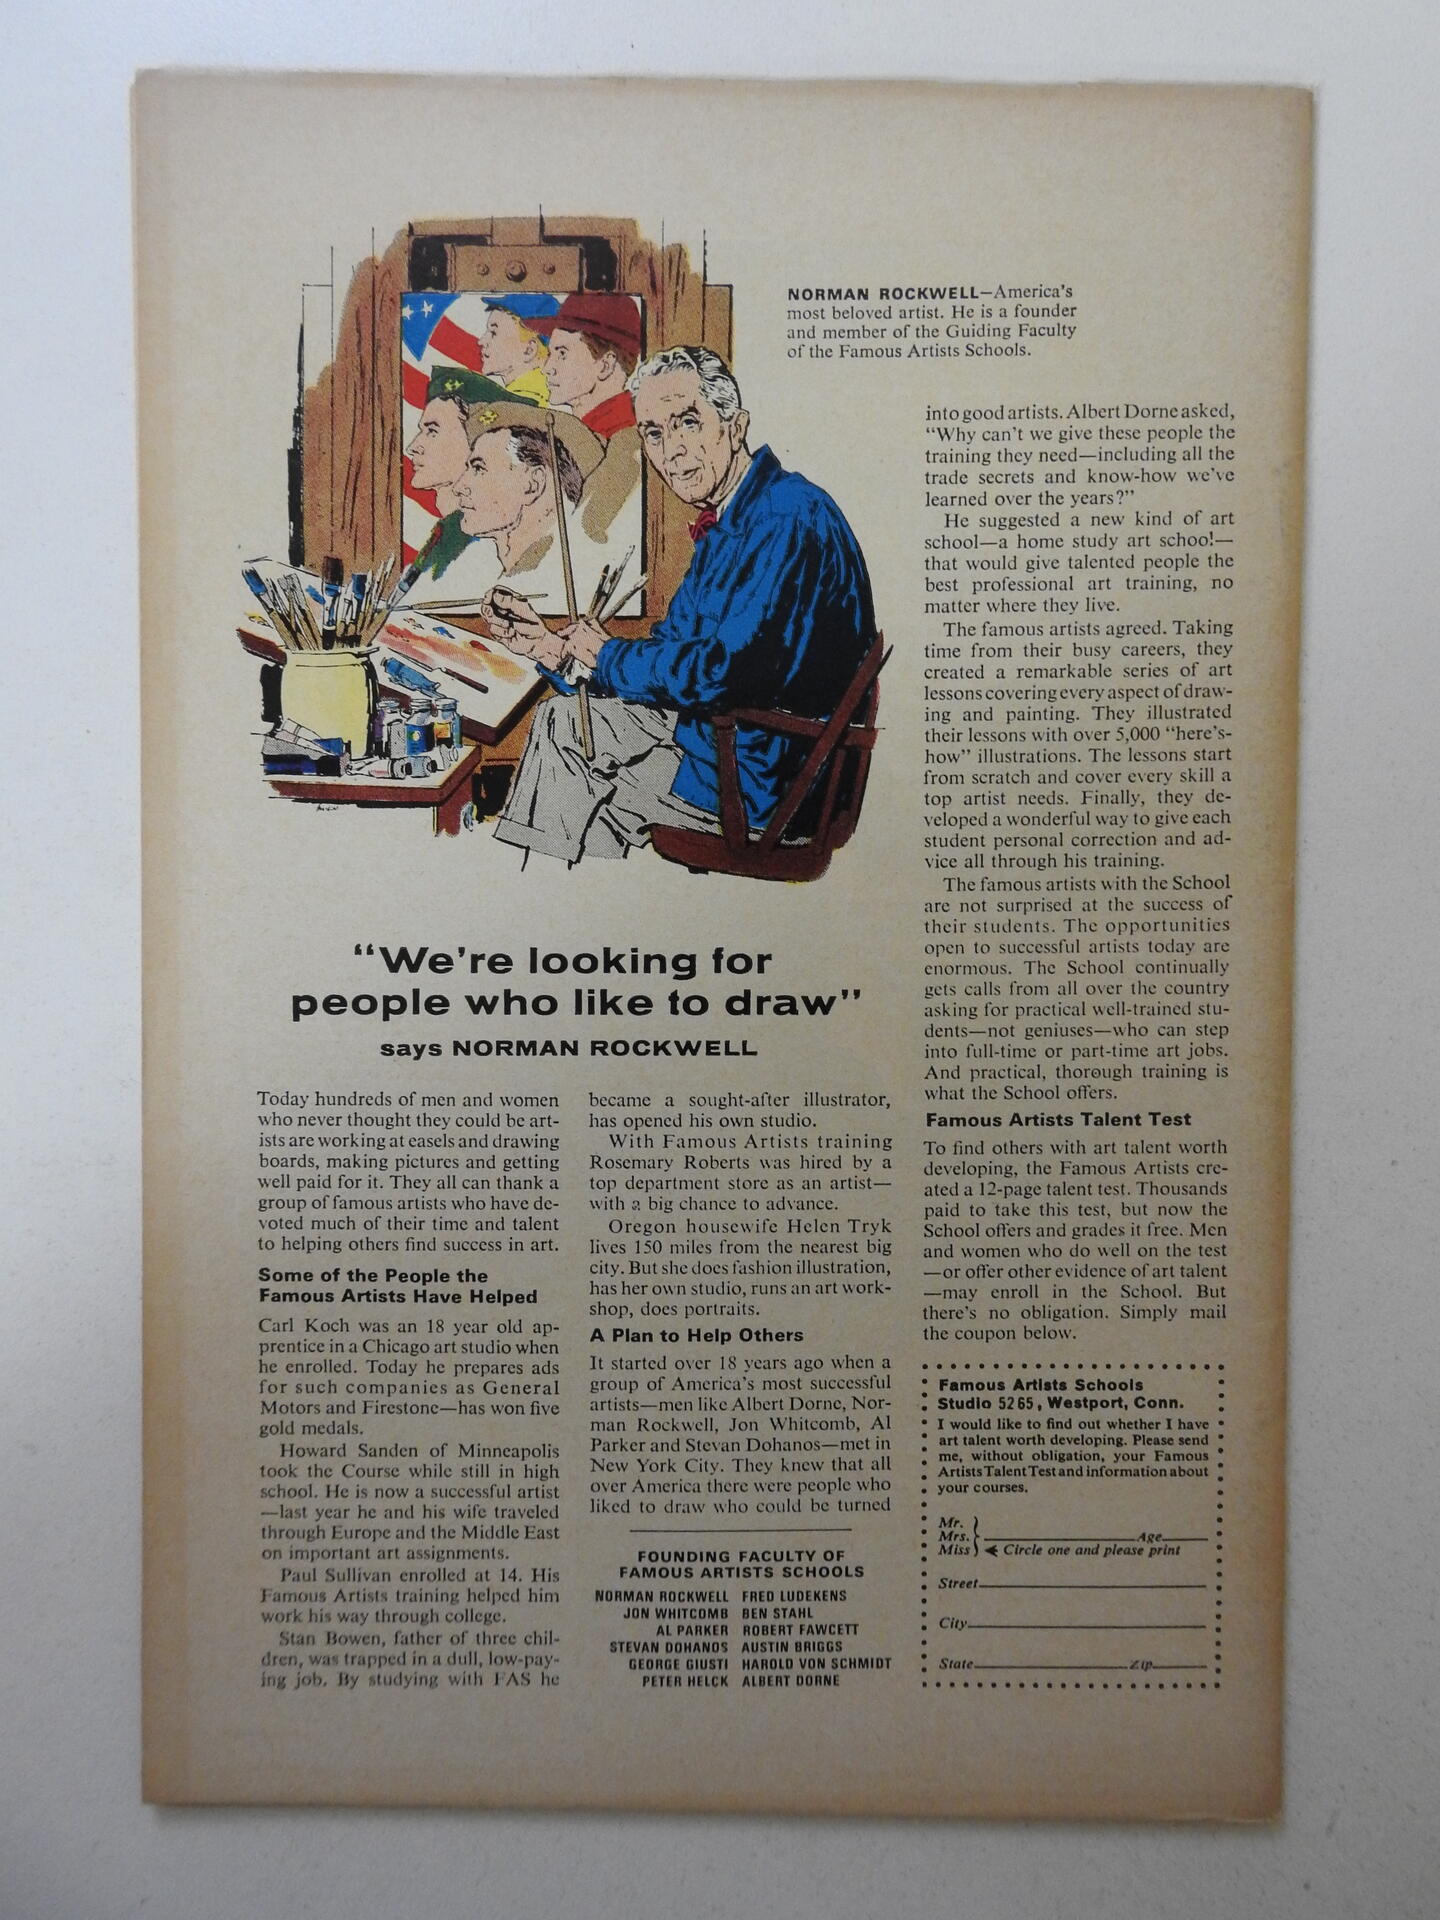 NORMAN ROCKWELL—America's
most beloved artist. He is a founder
and member of the Guiding Faculty
of the Famous Artists Schools.
"We're looking for
people who like to draw"
says NORMAN ROCKWELL
Today hundreds of men and women
who never thought they could be art-
ists are working at easels and drawing
boards, making pictures and getting
well paid for it. They all can thank a
group of famous artists who have de-
voted much of their time and talent
to helping others find success in art.
Some of the People the
Famous Artists Have Helped
Carl Koch was an 18 year old ap-
prentice in a Chicago art studio when
he enrolled. Today he prepares ads
for such companies as General
Motors and Firestone—has won five
gold medals.
Howard Sanden of Minneapolis
took the Course while still in high
school. He is now a successful artist
—last year he and his wife traveled
through Europe and the Middle East
on important art assignments.
Paul Sullivan enrolled at 14. His
Famous Artists training helped him
work his way through college.
Stan Bowen, father of three chil-
dren, was trapped in a dull, low-pay-
ing job. By studying with FAS he
became a sought-after illustrator,
has opened his own studio.
With Famous Artists training
Rosemary Roberts was hired by a
top department store as an artist—
with a big chance to advance.
Oregon housewife Helen Tryk
lives 150 miles from the nearest big
city. But she does fashion illustration,
has her own studio, runs an art work-
shop, does portraits.
A Plan to Help Others
It started over 18 years ago when a
group of America's most successful
artists—men like Albert Dorne, Nor-
man Rockwell, Jon Whitcomb, Al
Parker and Stevan Dohanos—met in
New York City. They knew that all
over America there were people who
liked to draw who could be turned
FOUNDING FACULTY OF
FAMOUS ARTISTS SCHOOLS
NORMAN ROCKWELL FRED LUDEKENS
JON WHITCOMB BEN STAHL
AL PARKER ROBERT FAWCETT
STEVAN DOHANOS AUSTIN BRIGGS
GEORGE GIUSTI HAROLD VON SCHMIDT
PETER HELCK ALBERT DORNE
into good artists. Albert Dorne asked,
"Why can't we give these people the
training they need—including all the
trade secrets and know-how we've
learned over the years?"
He suggested a new kind of art
school—a home study art school—
that would give talented people the
best professional art training, no
matter where they live.
The famous artists agreed. Taking
time from their busy careers, they
created a remarkable series of art
lessons covering every aspect of draw-
ing and painting. They illustrated
their lessons with over 5,000 "here's-
how" illustrations. The lessons start
from scratch and cover every skill a
top artist needs. Finally, they de-
veloped a wonderful way to give each
student personal correction and ad-
vice all through his training.
The famous artists with the School
are not surprised at the success of
their students. The opportunities
open to successful artists today are
enormous. The School continually
gets calls from all over the country
asking for practical well-trained stu-
dents—not geniuses—who can step
into full-time or part-time art jobs.
And practical, thorough training is
what the School offers.
Famous Artists Talent Test
To find others with art talent worth
developing, the Famous Artists cre-
ated a 12-page talent test. Thousands
paid to take this test, but now the
School offers and grades it free. Men
and women who do well on the test
—or offer other evidence of art talent
—may enroll in the School. But
there's no obligation. Simply mail
the coupon below.
Famous Artists Schools
Studio 5265, Westport, Conn.
I would like to find out whether I have
art talent worth developing. Please send
me, without obligation, your Famous
Artists Talent Test and information about
your courses.
Mr.
Mrs. Age
Miss Circle one and please print
Street
City
State Zip